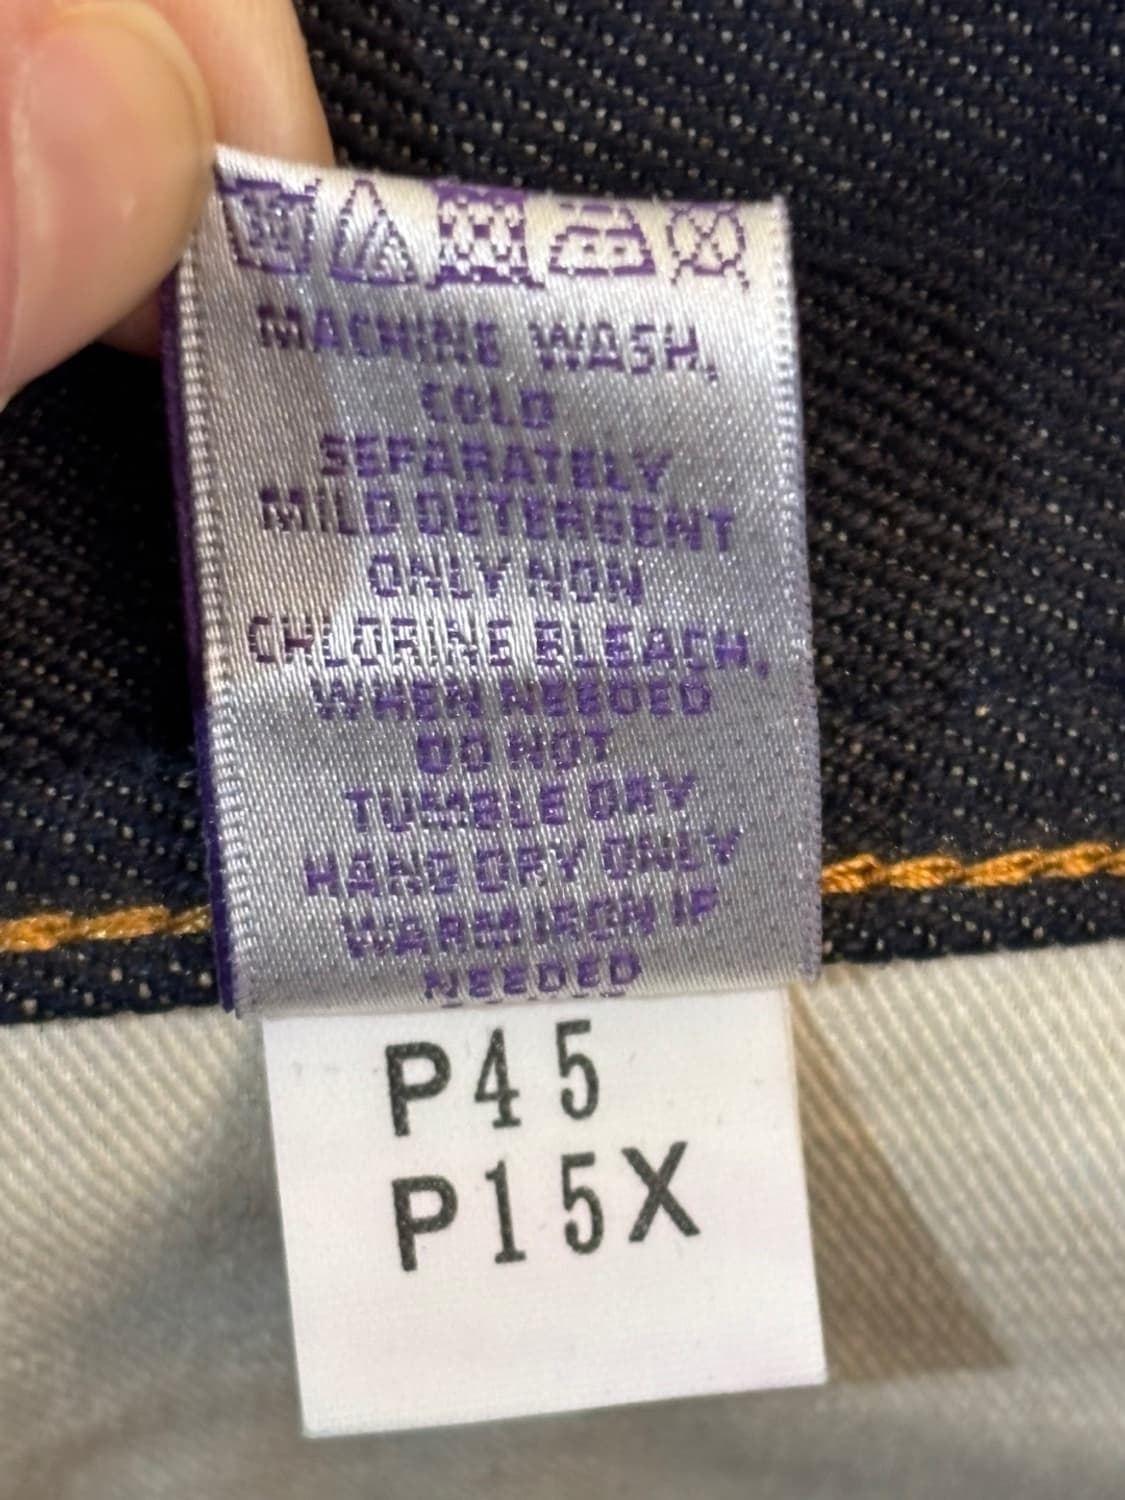 MACHINE WASH,
COLD
SEPARATELY
MILD DETERGENT
ONLY NON
CHLORINE BLEACH,
WHEN NEEDED
DO NOT
TUMBLE DRY
HANG DRY ONLY
WARM IRON IF
NEEDED
P45
P15X